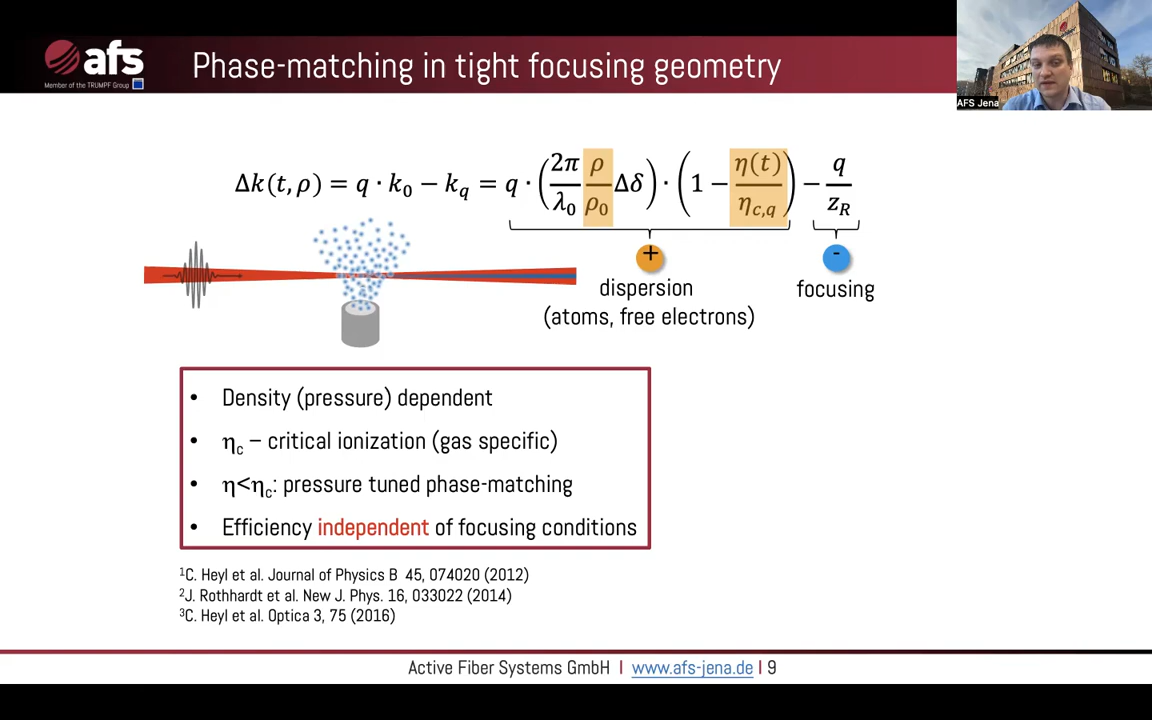 afs
Member of the TRUMPF Group
Phase-matching in tight focusing geometry
AFS Jena
Δk(t, ρ) = q · k₀ − k_q = q · (2π/λ₀ ρ/ρ₀ Δδ) · (1 − η(t)/η_c,q) − q/z_R
+
-
dispersion
(atoms, free electrons)
focusing
• Density (pressure) dependent
• η_c – critical ionization (gas specific)
• η<η_c: pressure tuned phase-matching
• Efficiency independent of focusing conditions
¹C. Heyl et al. Journal of Physics B 45, 074020 (2012)
²J. Rothhardt et al. New J. Phys. 16, 033022 (2014)
³C. Heyl et al. Optica 3, 75 (2016)
Active Fiber Systems GmbH | www.afs-jena.de | 9